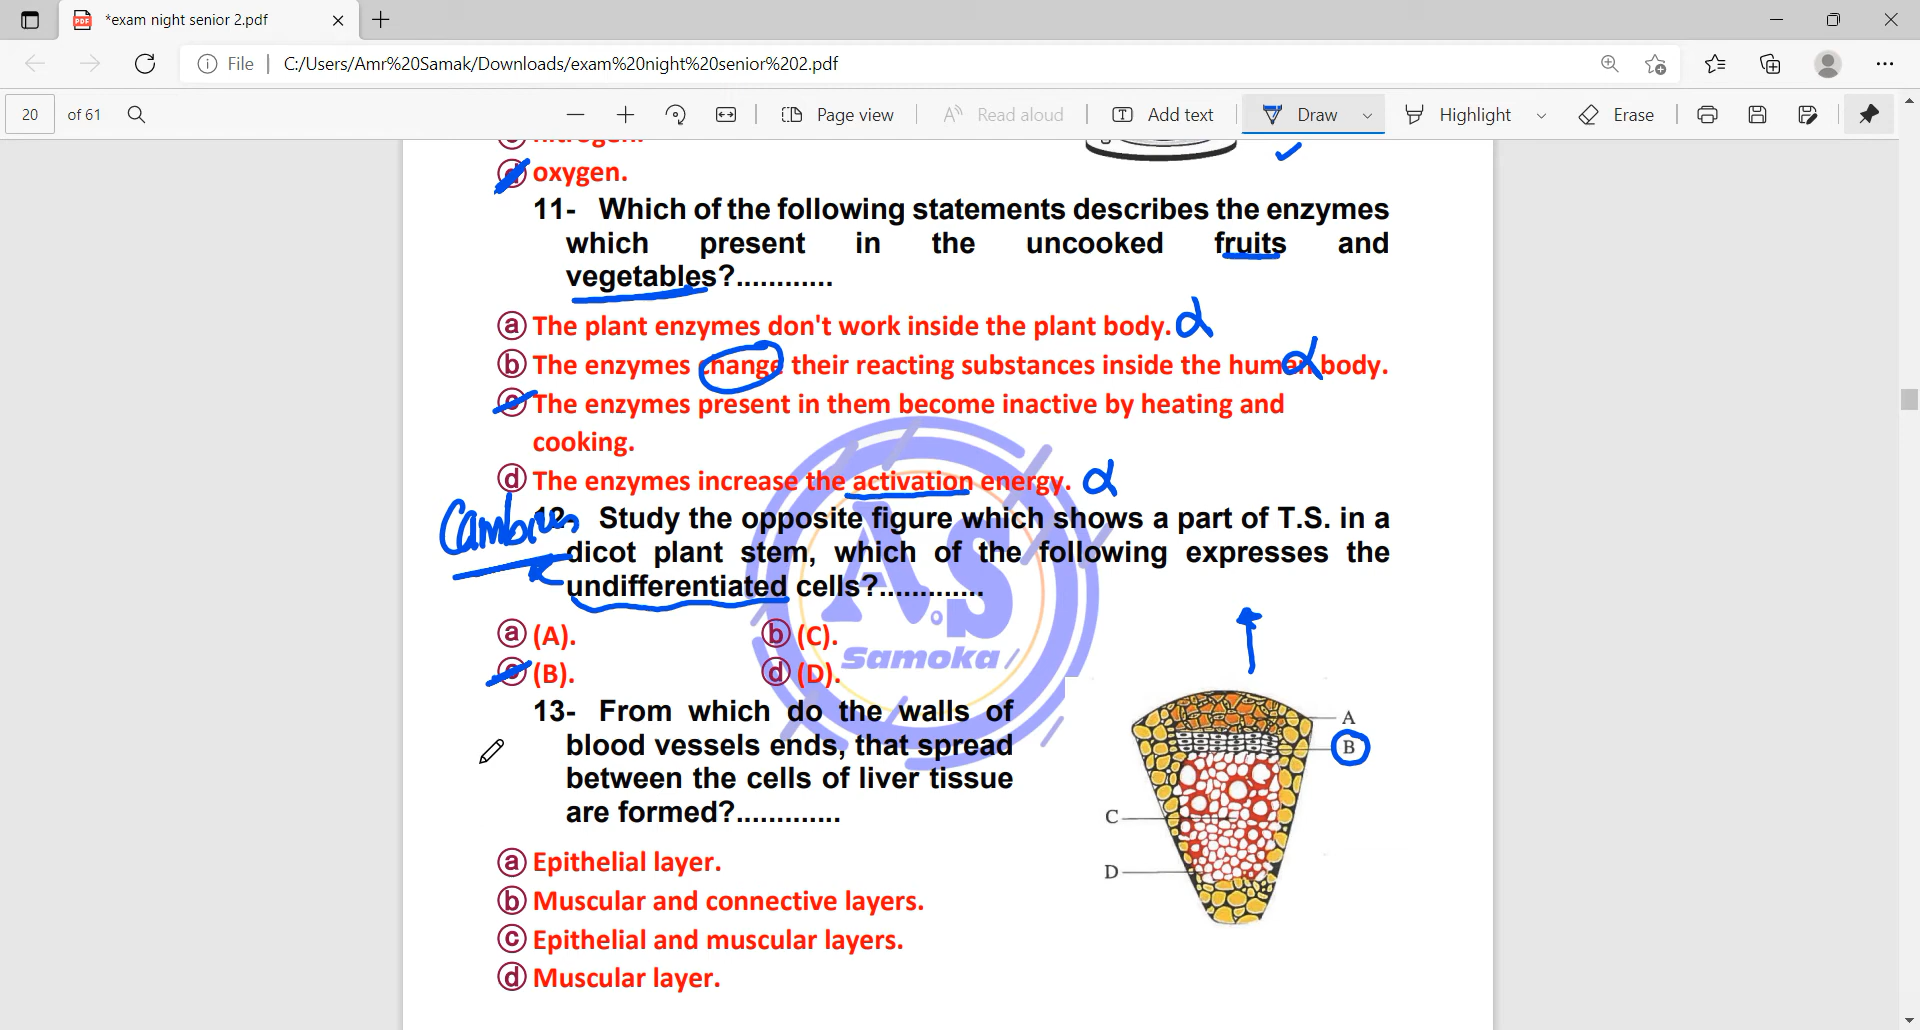 *exam night senior 2.pdf
File
C:/Users/Amr%20Samak/Downloads/exam%20night%20senior%202.pdf
20 of 61
Page view
Read aloud
Add text
Draw
Highlight
Erase
ⓓ oxygen.
11- Which of the following statements describes the enzymes
which present in the uncooked fruits and
vegetables?............
ⓐ The plant enzymes don't work inside the plant body.
ⓑ The enzymes change their reacting substances inside the human body.
ⓒ The enzymes present in them become inactive by heating and
cooking.
ⓓ The enzymes increase the activation energy.
Cambium
12- Study the opposite figure which shows a part of T.S. in a
dicot plant stem, which of the following expresses the
undifferentiated cells?.............
ⓐ (A). ⓑ (C).
ⓒ (B). ⓓ (D).
A.S
Samoka
13- From which do the walls of
blood vessels ends, that spread
between the cells of liver tissue
are formed?.............
ⓐ Epithelial layer.
ⓑ Muscular and connective layers.
ⓒ Epithelial and muscular layers.
ⓓ Muscular layer.
A
B
C
D